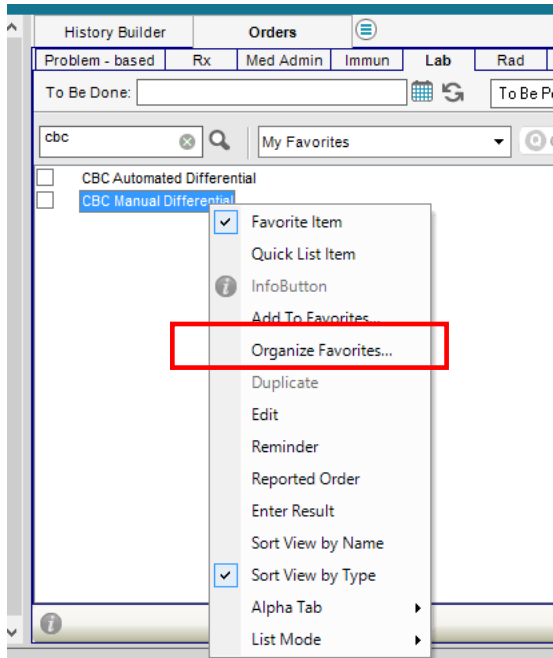 History Builder Orders
Problem - based Rx Med Admin Immun Lab Rad
To Be Done: To Be
cbc My Favorites
CBC Automated Differential
CBC Manual Differential
Favorite Item
Quick List Item
InfoButton
Add To Favorites...
Organize Favorites...
Duplicate
Edit
Reminder
Reported Order
Enter Result
Sort View by Name
Sort View by Type
Alpha Tab
List Mode